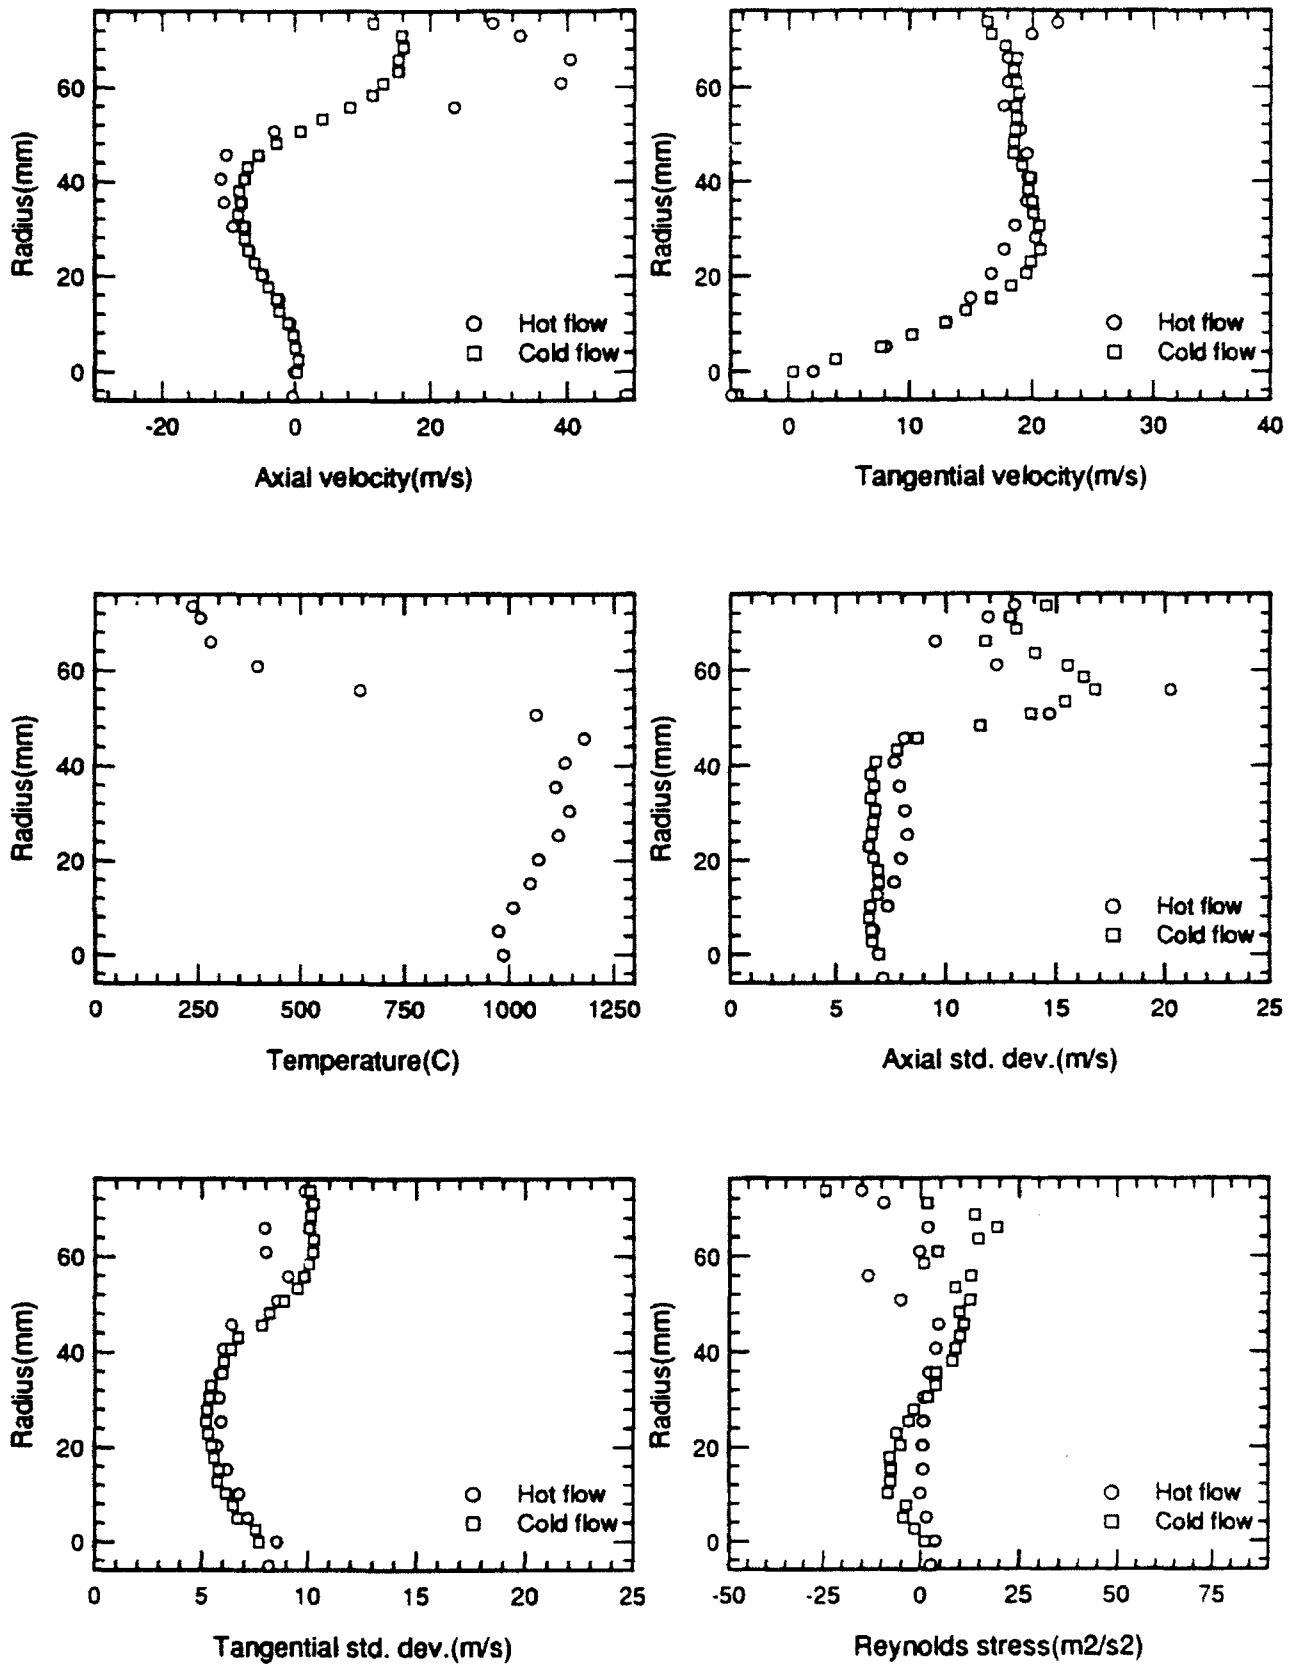 Radius(mm)
60
40
20
0
Hot flow
Cold flow
-20 0 20 40
Axial velocity(m/s)
Radius(mm)
60
40
20
0
Hot flow
Cold flow
0 10 20 30 40
Tangential velocity(m/s)
Radius(mm)
60
40
20
0
0 250 500 750 1000 1250
Temperature(C)
Radius(mm)
60
40
20
0
Hot flow
Cold flow
0 5 10 15 20 25
Axial std. dev.(m/s)
Radius(mm)
60
40
20
0
Hot flow
Cold flow
0 5 10 15 20 25
Tangential std. dev.(m/s)
Radius(mm)
60
40
20
0
Hot flow
Cold flow
-50 -25 0 25 50 75
Reynolds stress(m2/s2)